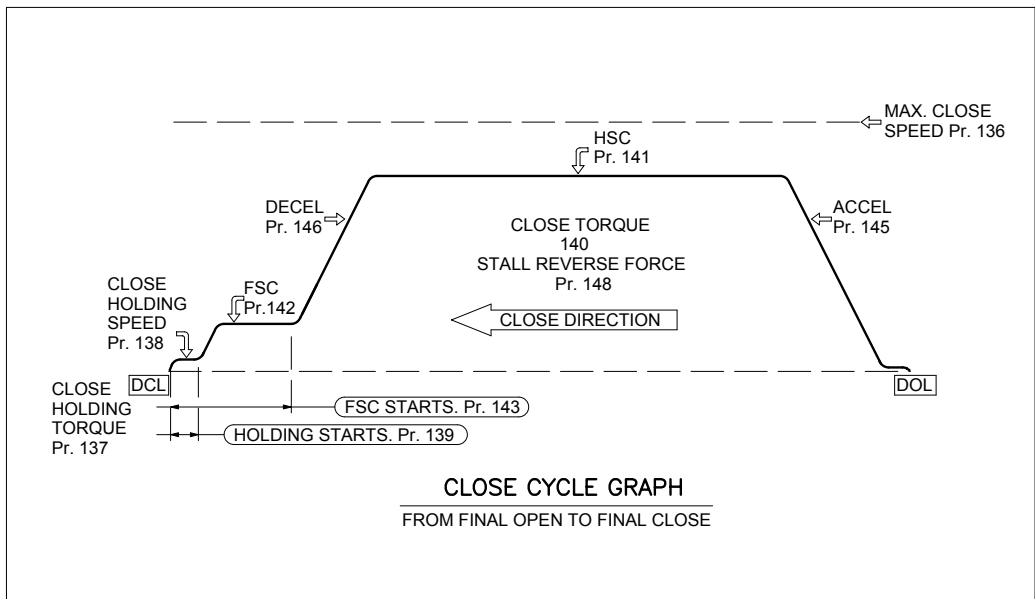 MAX. CLOSE
SPEED Pr. 136
HSC
Pr. 141
DECEL
Pr. 146
ACCEL
Pr. 145
CLOSE TORQUE
140
STALL REVERSE FORCE
Pr. 148
CLOSE
HOLDING
SPEED
Pr. 138
FSC
Pr.142
CLOSE DIRECTION
DCL
DOL
CLOSE
HOLDING
TORQUE
Pr. 137
FSC STARTS. Pr. 143
HOLDING STARTS. Pr. 139
CLOSE CYCLE GRAPH
FROM FINAL OPEN TO FINAL CLOSE